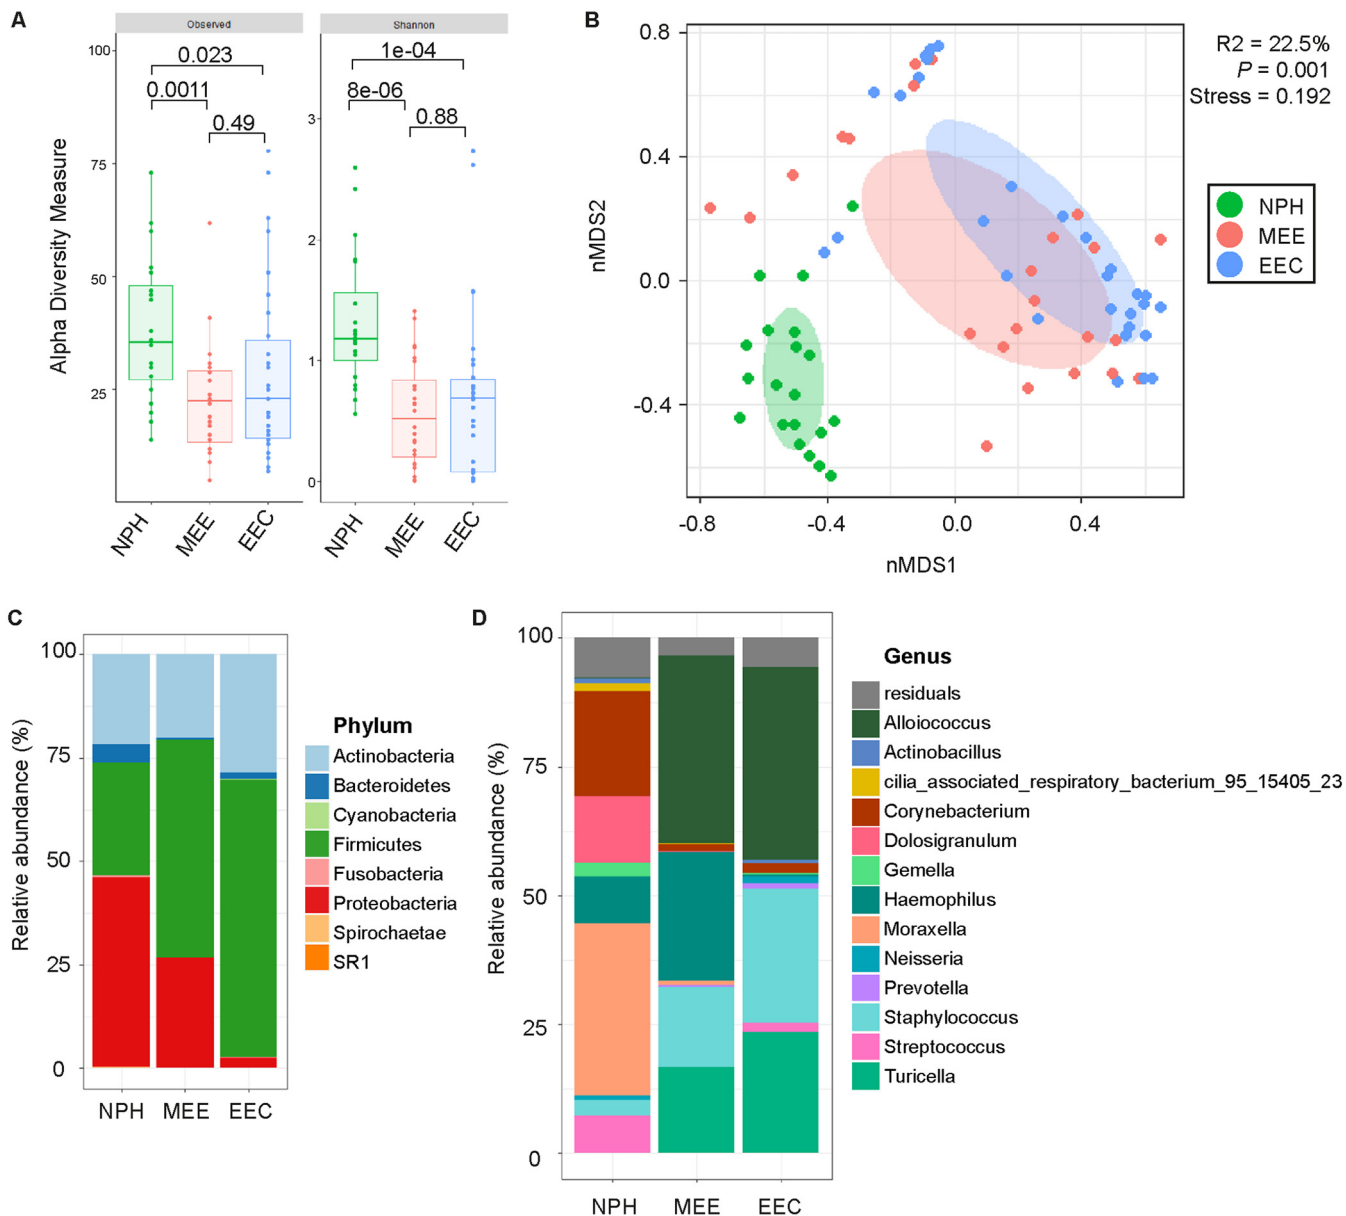 A
Observed
Shannon
Alpha Diversity Measure
100
75
50
25
0.023
0.0011
0.49
3
2
1
0
1e-04
8e-06
0.88
NPH
MEE
EEC
NPH
MEE
EEC
B
nMDS2
0.8
0.4
0.0
-0.4
-0.8
-0.4
0.0
0.4
nMDS1
R2 = 22.5%
P = 0.001
Stress = 0.192
NPH
MEE
EEC
C
Relative abundance (%)
100
75
50
25
0
NPH
MEE
EEC
Phylum
Actinobacteria
Bacteroidetes
Cyanobacteria
Firmicutes
Fusobacteria
Proteobacteria
Spirochaetae
SR1
D
Relative abundance (%)
100
75
50
25
0
NPH
MEE
EEC
Genus
residuals
Alloiococcus
Actinobacillus
cilia_associated_respiratory_bacterium_95_15405_23
Corynebacterium
Dolosigranulum
Gemella
Haemophilus
Moraxella
Neisseria
Prevotella
Staphylococcus
Streptococcus
Turicella